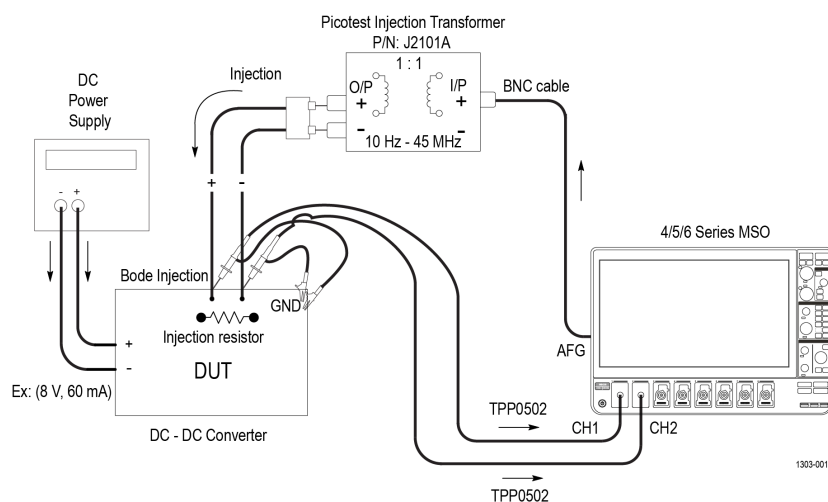 Picotest Injection Transformer
P/N: J2101A
1 : 1
O/P
I/P
+
+
-
-
10 Hz - 45 MHz
BNC cable
Injection
DC
Power
Supply
- +
+ -
4/5/6 Series MSO
Bode Injection
GND
Injection resistor
DUT
+
-
Ex: (8 V, 60 mA)
DC - DC Converter
AFG
CH1
CH2
TPP0502
TPP0502
1303-001